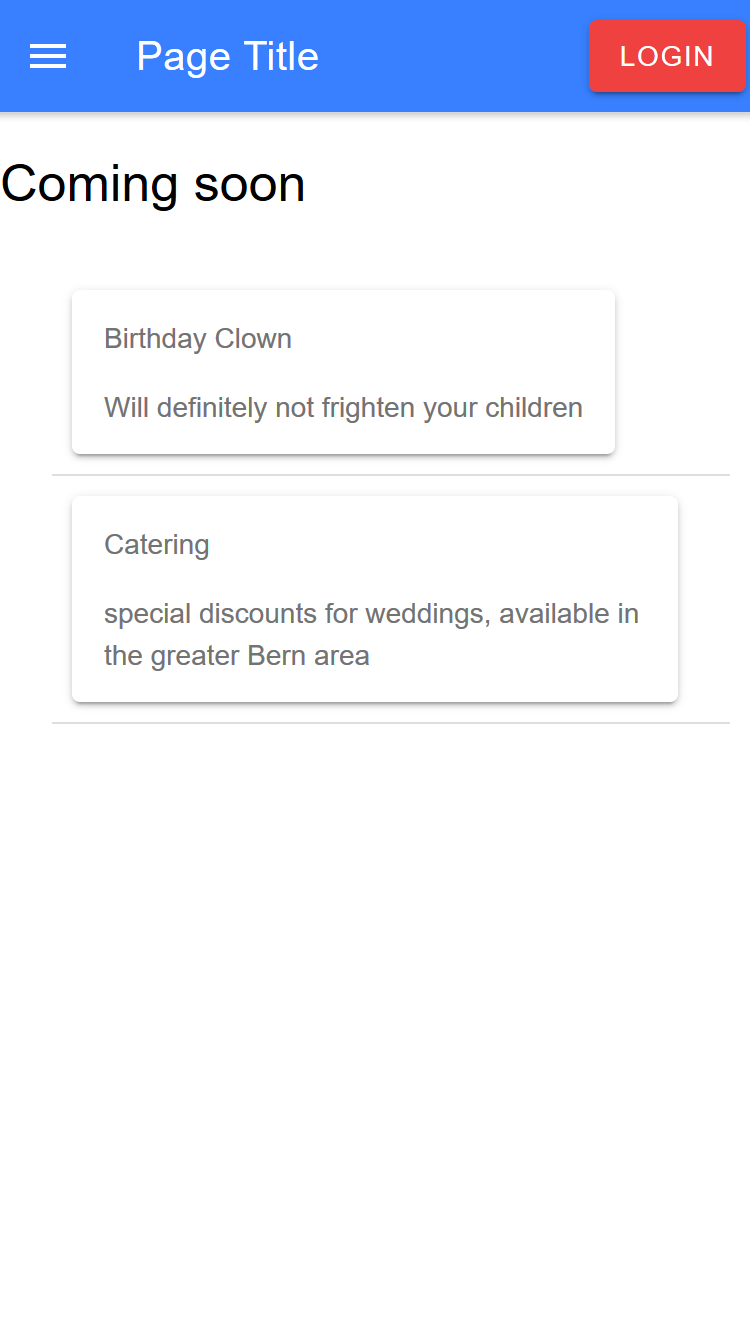 Page Title
LOGIN
Coming soon
Birthday Clown
Will definitely not frighten your children
Catering
special discounts for weddings, available in
the greater Bern area